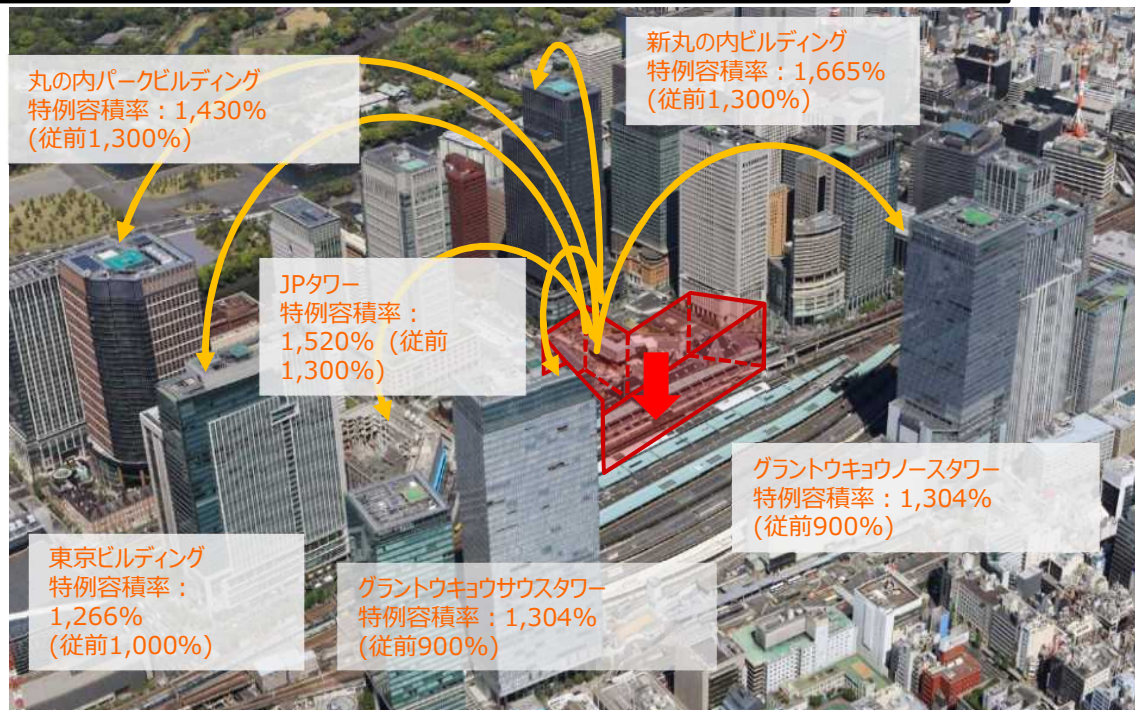 丸の内パークビルディング
特例容積率：1,430%
(従前1,300%)
新丸の内ビルディング
特例容積率：1,665%
(従前1,300%)
JPタワー
特例容積率：
1,520% (従前
1,300%)
グラントウキョウノースタワー
特例容積率：1,304%
(従前900%)
東京ビルディング
特例容積率：
1,266%
(従前1,000%)
グラントウキョウサウスタワー
特例容積率：1,304%
(従前900%)